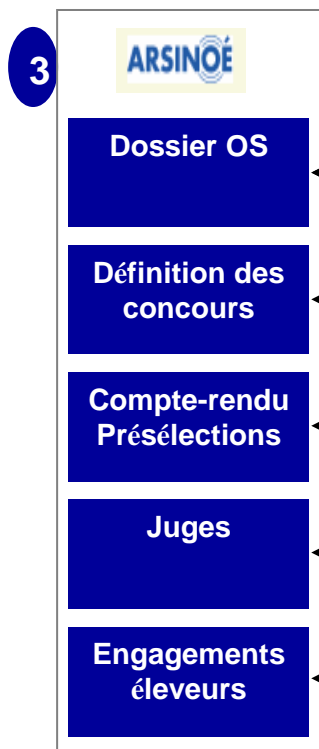 3
ARSINOÉ
Dossier OS
Définition des
concours
Compte-rendu
Présélections
Juges
Engagements
éleveurs